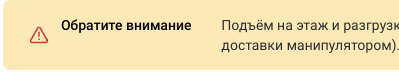 Обратите внимание
Подъём на этаж и разгрузк
доставки манипулятором).